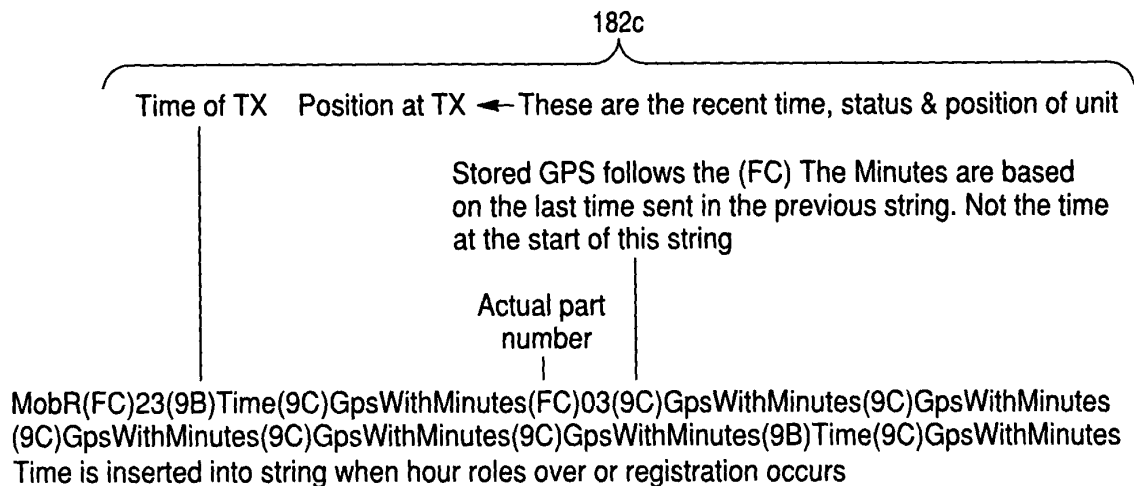 182c
Time of TX Position at TX ← These are the recent time, status & position of unit
Stored GPS follows the (FC) The Minutes are based
on the last time sent in the previous string. Not the time
at the start of this string
Actual part
number
MobR(FC)23(9B)Time(9C)GpsWithMinutes(FC)03(9C)GpsWithMinutes(9C)GpsWithMinutes
(9C)GpsWithMinutes(9C)GpsWithMinutes(9C)GpsWithMinutes(9B)Time(9C)GpsWithMinutes
Time is inserted into string when hour roles over or registration occurs